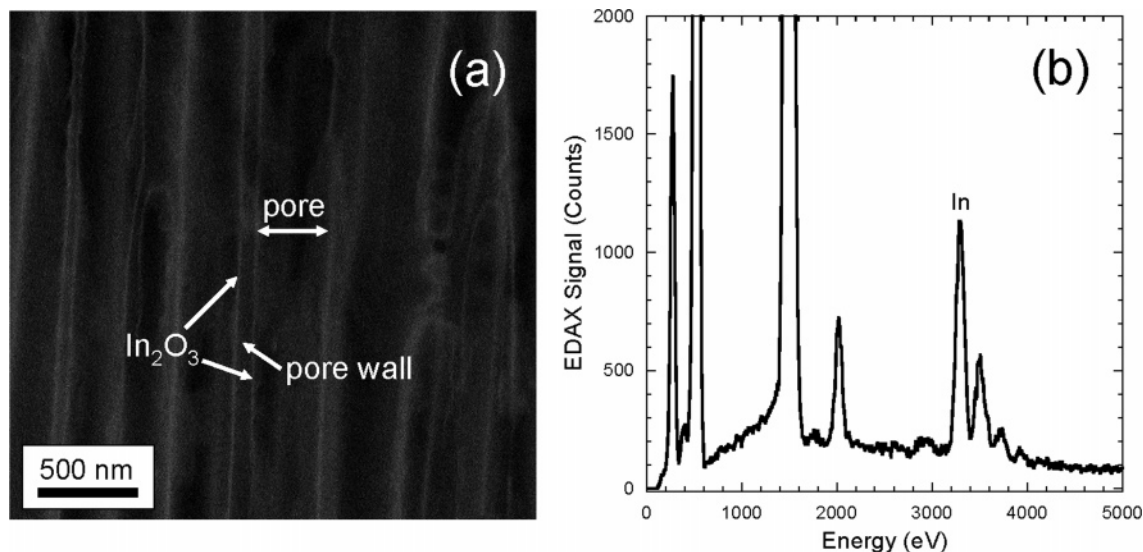 (a)
pore
In₂O₃
pore wall
500 nm
(b)
2000
1500
1000
500
0
EDAX Signal (Counts)
In
0 1000 2000 3000 4000 5000
Energy (eV)